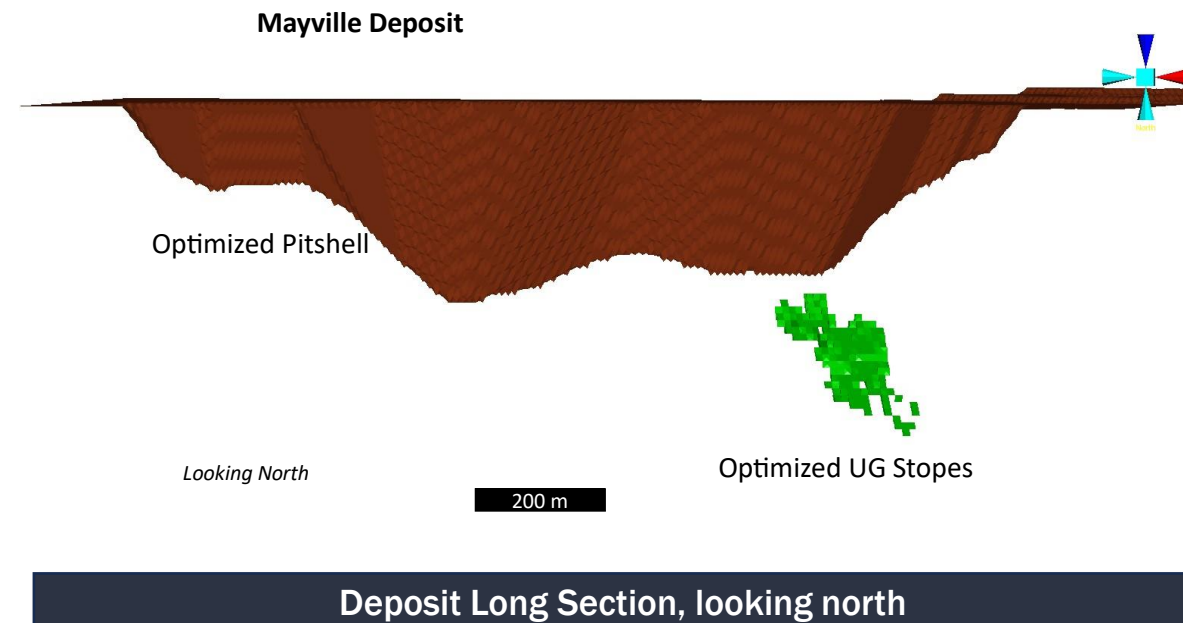 Mayville Deposit
North
Optimized Pitshell
Optimized UG Stopes
Looking North
200 m
Deposit Long Section, looking north